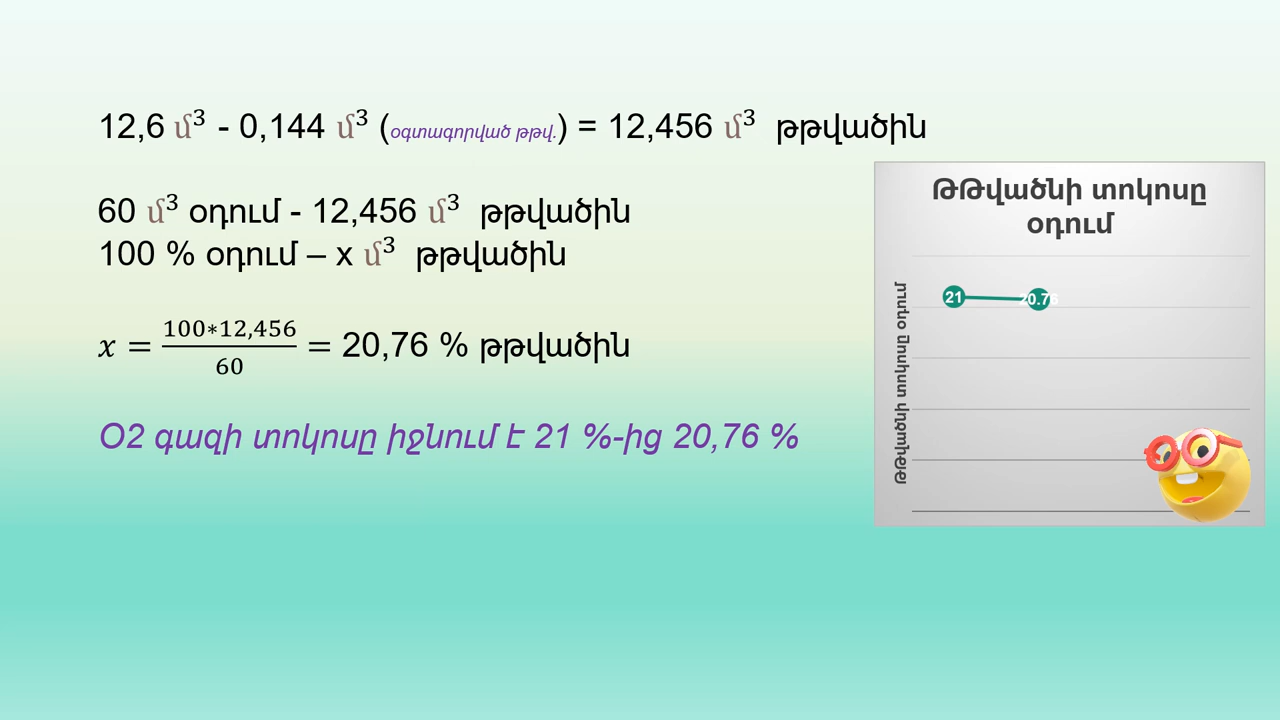 12,6 մ³ - 0,144 մ³ (օգտագործված թթվ.) = 12,456 մ³ թթվածին
60 մ³ օդում - 12,456 մ³ թթվածին
100 % օդում – x մ³ թթվածին
x = 100*12,456/60 = 20,76 % թթվածին
O2 գազի տոկոսը իջնում է 21 %-ից 20,76 %
ԹԹվածնի տոկոսը
օդում
ԹԹվածնի տոկոսը օդում
21
20.76